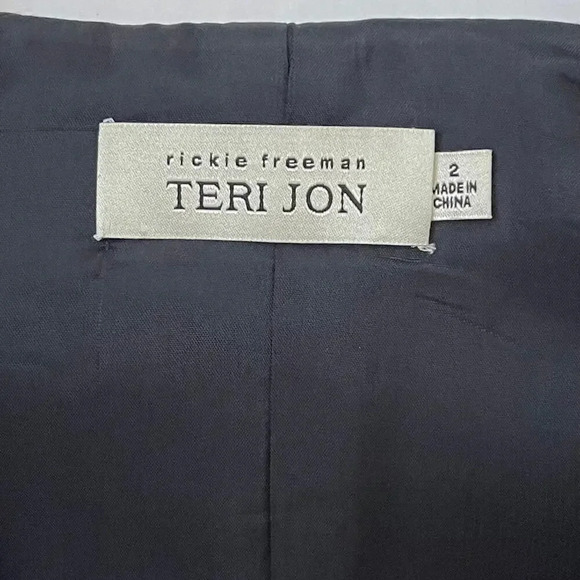 rickie freeman
TERI JON
2
MADE IN
CHINA